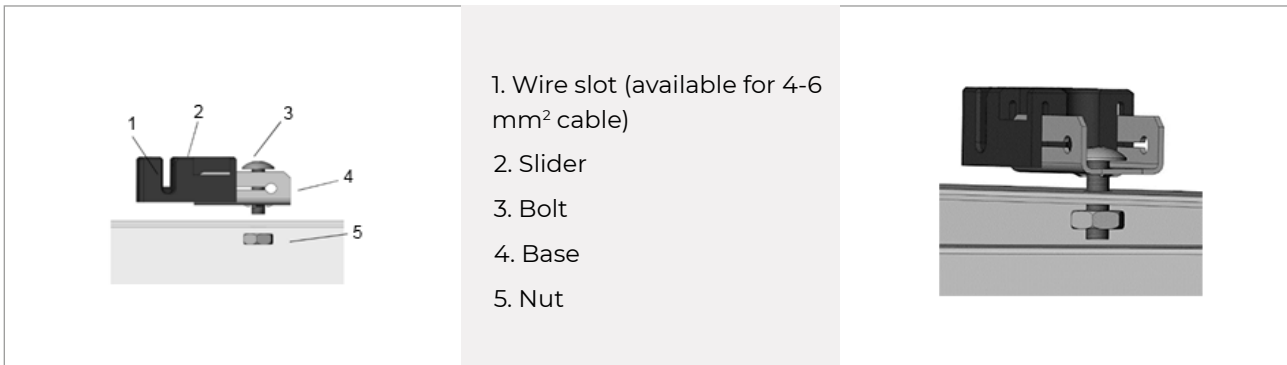 1
2
3
4
5
1. Wire slot (available for 4-6
mm² cable)
2. Slider
3. Bolt
4. Base
5. Nut